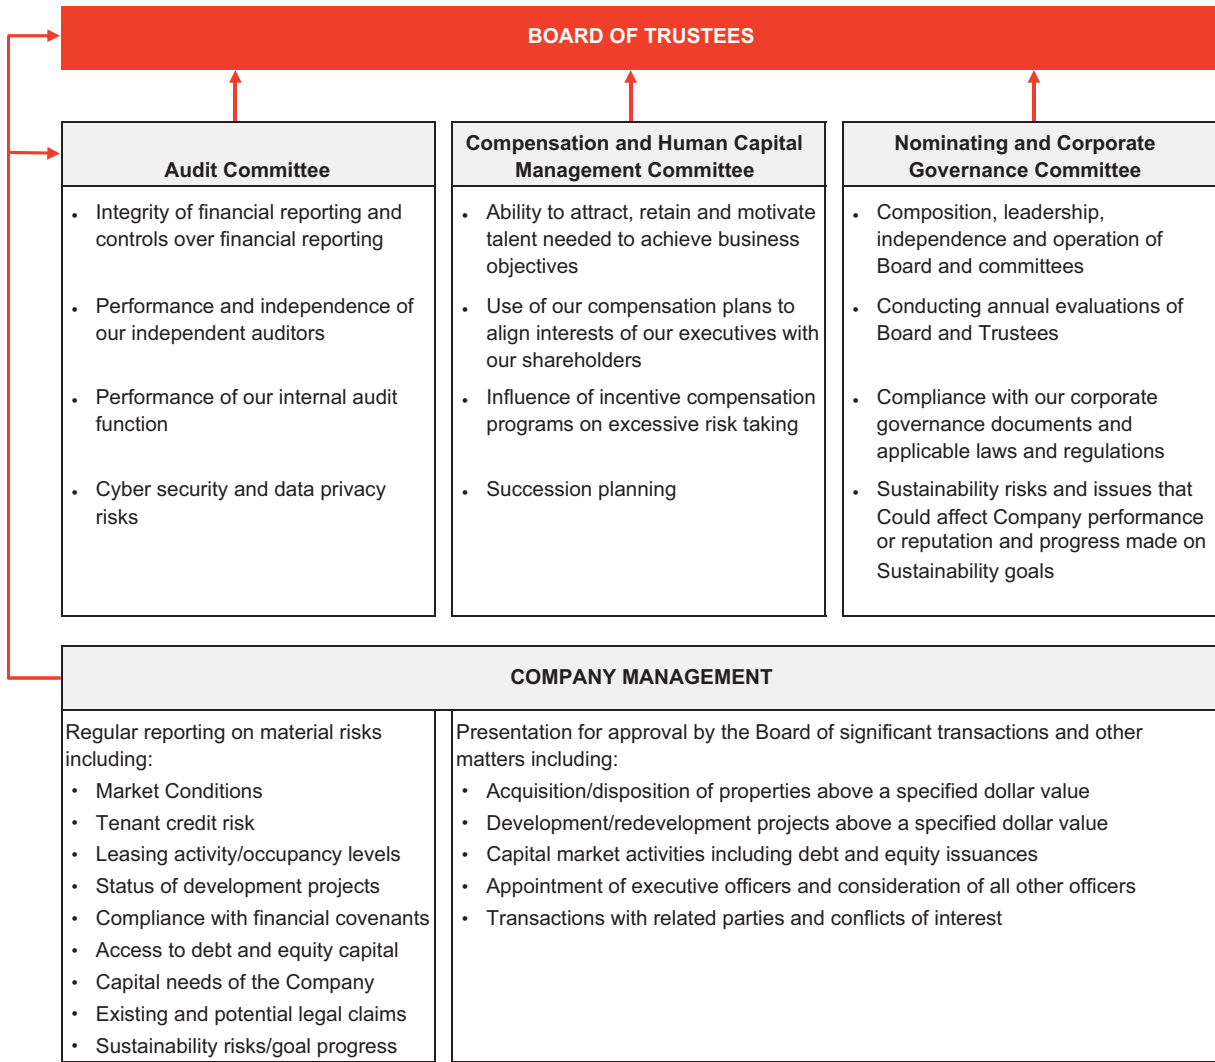 BOARD OF TRUSTEES
Audit Committee
• Integrity of financial reporting and
controls over financial reporting
• Performance and independence of
our independent auditors
• Performance of our internal audit
function
• Cyber security and data privacy
risks
Compensation and Human Capital
Management Committee
• Ability to attract, retain and motivate
talent needed to achieve business
objectives
• Use of our compensation plans to
align interests of our executives with
our shareholders
• Influence of incentive compensation
programs on excessive risk taking
• Succession planning
Nominating and Corporate
Governance Committee
• Composition, leadership,
independence and operation of
Board and committees
• Conducting annual evaluations of
Board and Trustees
• Compliance with our corporate
governance documents and
applicable laws and regulations
• Sustainability risks and issues that
Could affect Company performance
or reputation and progress made on
Sustainability goals
COMPANY MANAGEMENT
Regular reporting on material risks
including:
• Market Conditions
• Tenant credit risk
• Leasing activity/occupancy levels
• Status of development projects
• Compliance with financial covenants
• Access to debt and equity capital
• Capital needs of the Company
• Existing and potential legal claims
• Sustainability risks/goal progress
Presentation for approval by the Board of significant transactions and other
matters including:
• Acquisition/disposition of properties above a specified dollar value
• Development/redevelopment projects above a specified dollar value
• Capital market activities including debt and equity issuances
• Appointment of executive officers and consideration of all other officers
• Transactions with related parties and conflicts of interest